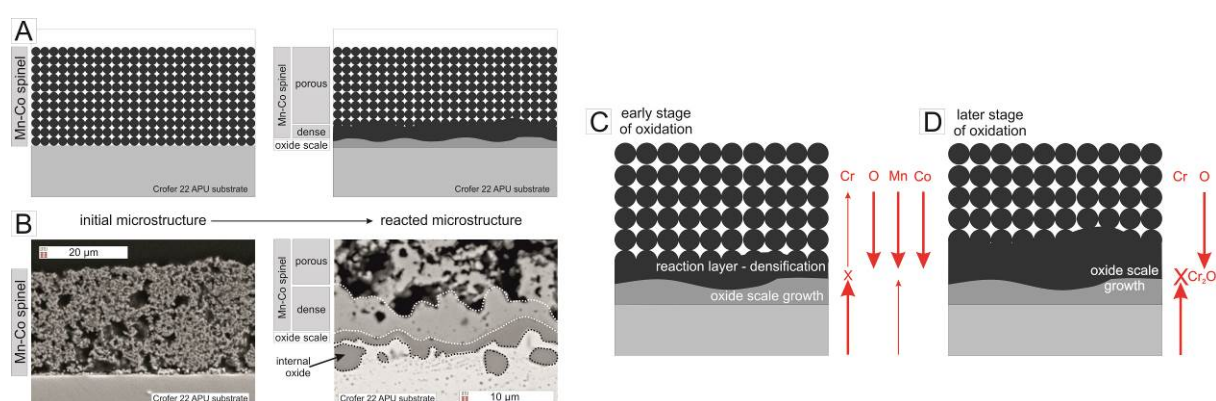 A
Mn-Co spinel
Crofer 22 APU substrate
Mn-Co spinel
porous
dense
oxide scale
Crofer 22 APU substrate
B
initial microstructure
reacted microstructure
Mn-Co spinel
20 µm
Crofer 22 APU substrate
Mn-Co spinel
porous
dense
oxide scale
internal
oxide
Crofer 22 APU substrate
10 µm
C
early stage
of oxidation
Cr O Mn Co
reaction layer - densification
X
oxide scale growth
D
later stage
of oxidation
Cr O
oxide scale
growth
XCr₂O